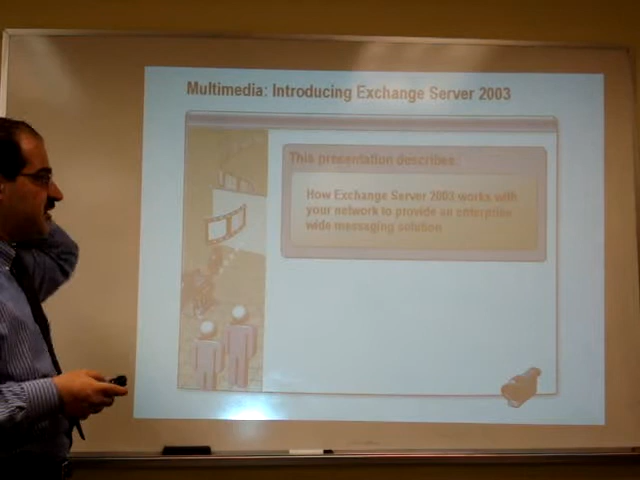 Multimedia: Introducing Exchange Server 2003
This presentation describes:
How Exchange Server 2003 works with
your network to provide an enterprise
wide messaging solution